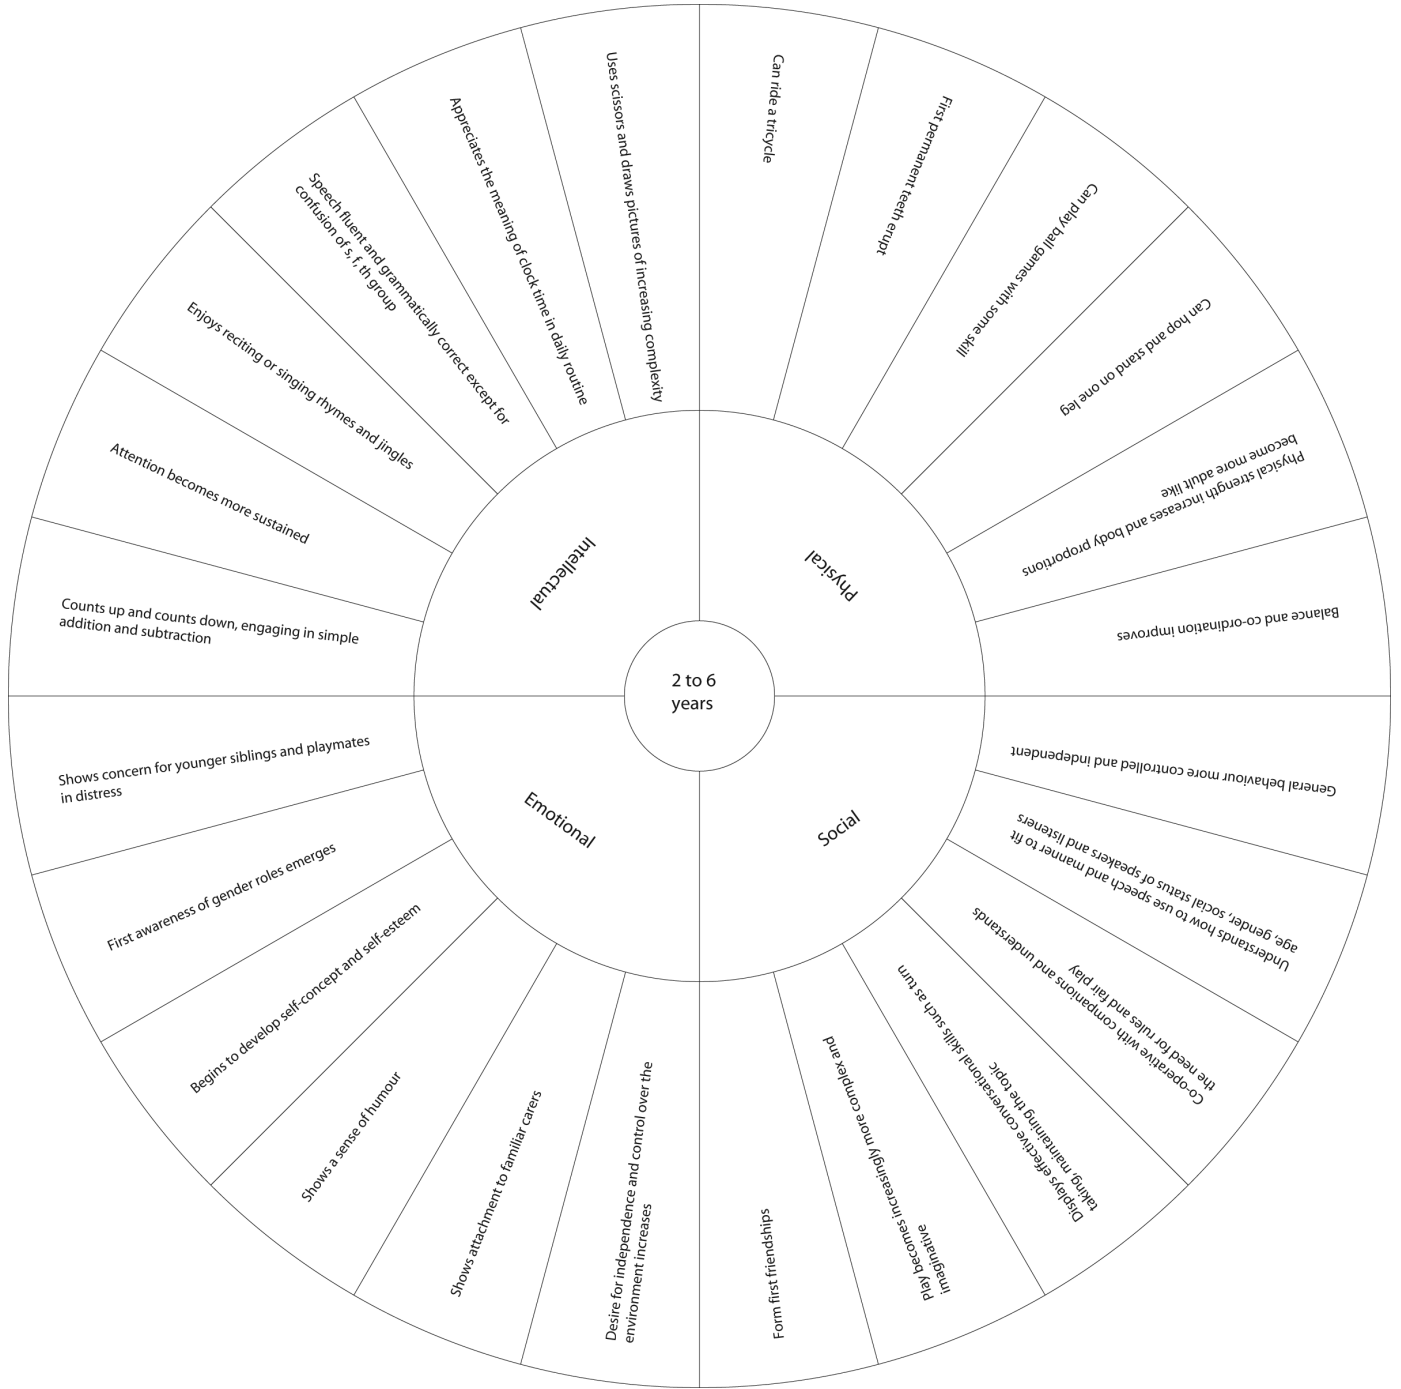 2 to 6
years
Physical
Can ride a tricycle
First permanent teeth erupt
Can play ball games with some skill
Can hop and stand on one leg
Physical strength increases and body proportions
become more adult like
Balance and co-ordination improves
Social
General behaviour more controlled and independent
Understands how to use speech and manner to fit
age, gender, social status of speakers and listeners
Co-operative with companions and understands
the need for rules and fair play
Displays effective conversational skills such as turn
taking, maintaining the topic
Play becomes increasingly more complex and
imaginative
Form first friendships
Emotional
Desire for independence and control over the
environment increases
Shows attachment to familiar carers
Shows a sense of humour
Begins to develop self-concept and self-esteem
First awareness of gender roles emerges
Shows concern for younger siblings and playmates
in distress
Intellectual
Counts up and counts down, engaging in simple
addition and subtraction
Attention becomes more sustained
Enjoys reciting or singing rhymes and jingles
Speech fluent and grammatically correct except for
confusion of s, f, th group
Appreciates the meaning of clock time in daily routine
Uses scissors and draws pictures of increasing complexity